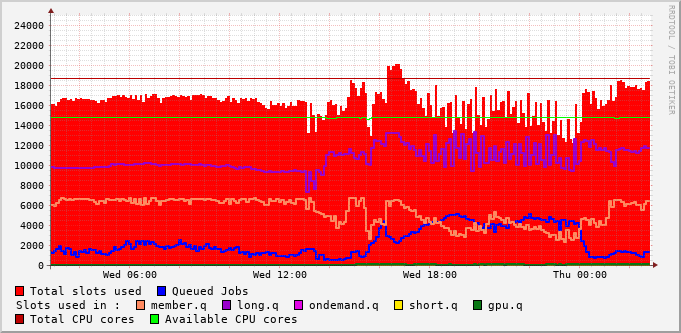 RRDTOOL / TOBI OETIKER
24000
22000
20000
18000
16000
14000
12000
10000
8000
6000
4000
2000
0
Wed 06:00 Wed 12:00 Wed 18:00 Thu 00:00
Total slots used Queued Jobs
Slots used in : member.q long.q ondemand.q short.q gpu.q
Total CPU cores Available CPU cores